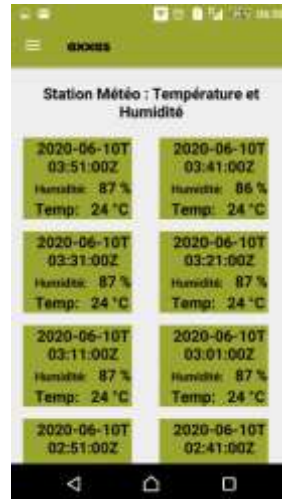 exxas
Station Météo : Température et
Humidité
2020-06-10T
03:51:00Z
Humidité: 87 %
Temp: 24 °C
2020-06-10T
03:41:00Z
Humidité: 86 %
Temp: 24 °C
2020-06-10T
03:31:00Z
Humidité: 87 %
Temp: 24 °C
2020-06-10T
03:21:00Z
Humidité: 87 %
Temp: 24 °C
2020-06-10T
03:11:00Z
Humidité: 87 %
Temp: 24 °C
2020-06-10T
03:01:00Z
Humidité: 87 %
Temp: 24 °C
2020-06-10T
02:51:00Z
2020-06-10T
02:41:00Z